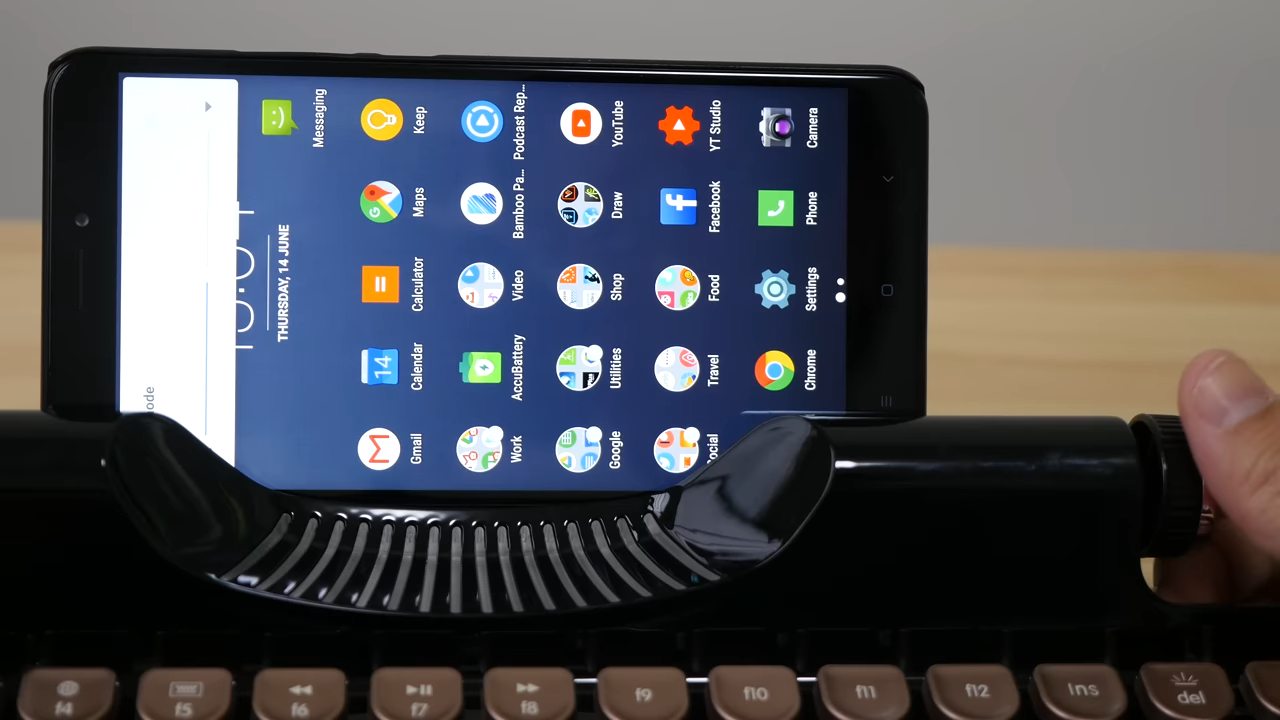 ode
THURSDAY, 14 JUNE
Messaging
Gmail
Calendar
14
Calculator
Maps
G
Keep
Work
AccuBattery
Video
Bamboo Pa...
Podcast Rep...
Google
Utilities
Shop
Draw
YouTube
ocial
Travel
Food
Facebook
YT Studio
Chrome
Settings
Phone
Camera
f4
f5
f6
f7
f8
f9
f10
f11
f12
Ins
del